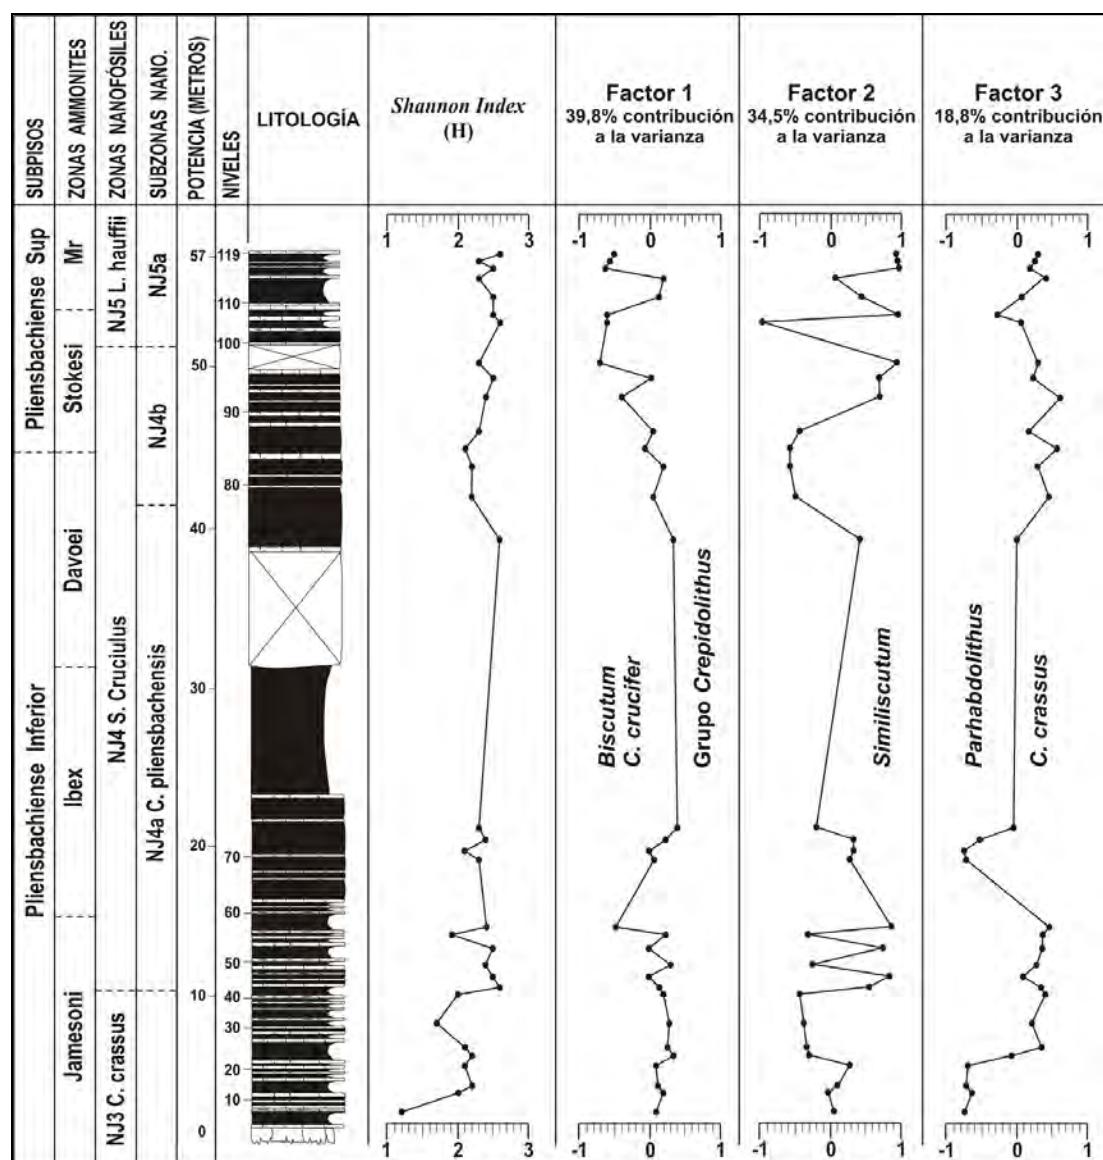 SUBPISOS
ZONAS AMMONITES
ZONAS NANOFÓSILES
SUBZONAS NANO.
POTENCIA (METROS)
NIVELES
LITOLOGÍA
Shannon Index
(H)
Factor 1
39,8% contribución
a la varianza
Factor 2
34,5% contribución
a la varianza
Factor 3
18,8% contribución
a la varianza
1 2 3
-1 0 1
-1 0 1
-1 0 1
Pliensbachiense Sup
Pliensbachiense Inferior
Mr
Stokesi
Davoei
Ibex
Jamesoni
NJ5 L. hauffii
NJ4 S. Cruciulus
NJ3 C. crassus
NJ5a
NJ4b
NJ4a C. pliensbachensis
57
50
40
30
20
10
0
119
110
100
90
80
70
60
50
40
30
20
10
Biscutum
C. crucifer
Grupo Crepidolithus
Similiscutum
Parhabdolithus
C. crassus
1 2 3
-1 0 1
-1 0 1
-1 0 1